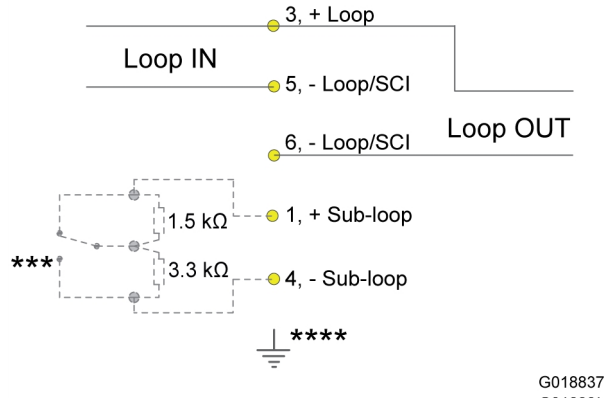 3, + Loop
Loop IN
5, - Loop/SCI
6, - Loop/SCI
Loop OUT
1.5 kΩ
1, + Sub-loop
***
3.3 kΩ
4, - Sub-loop
****
G018837